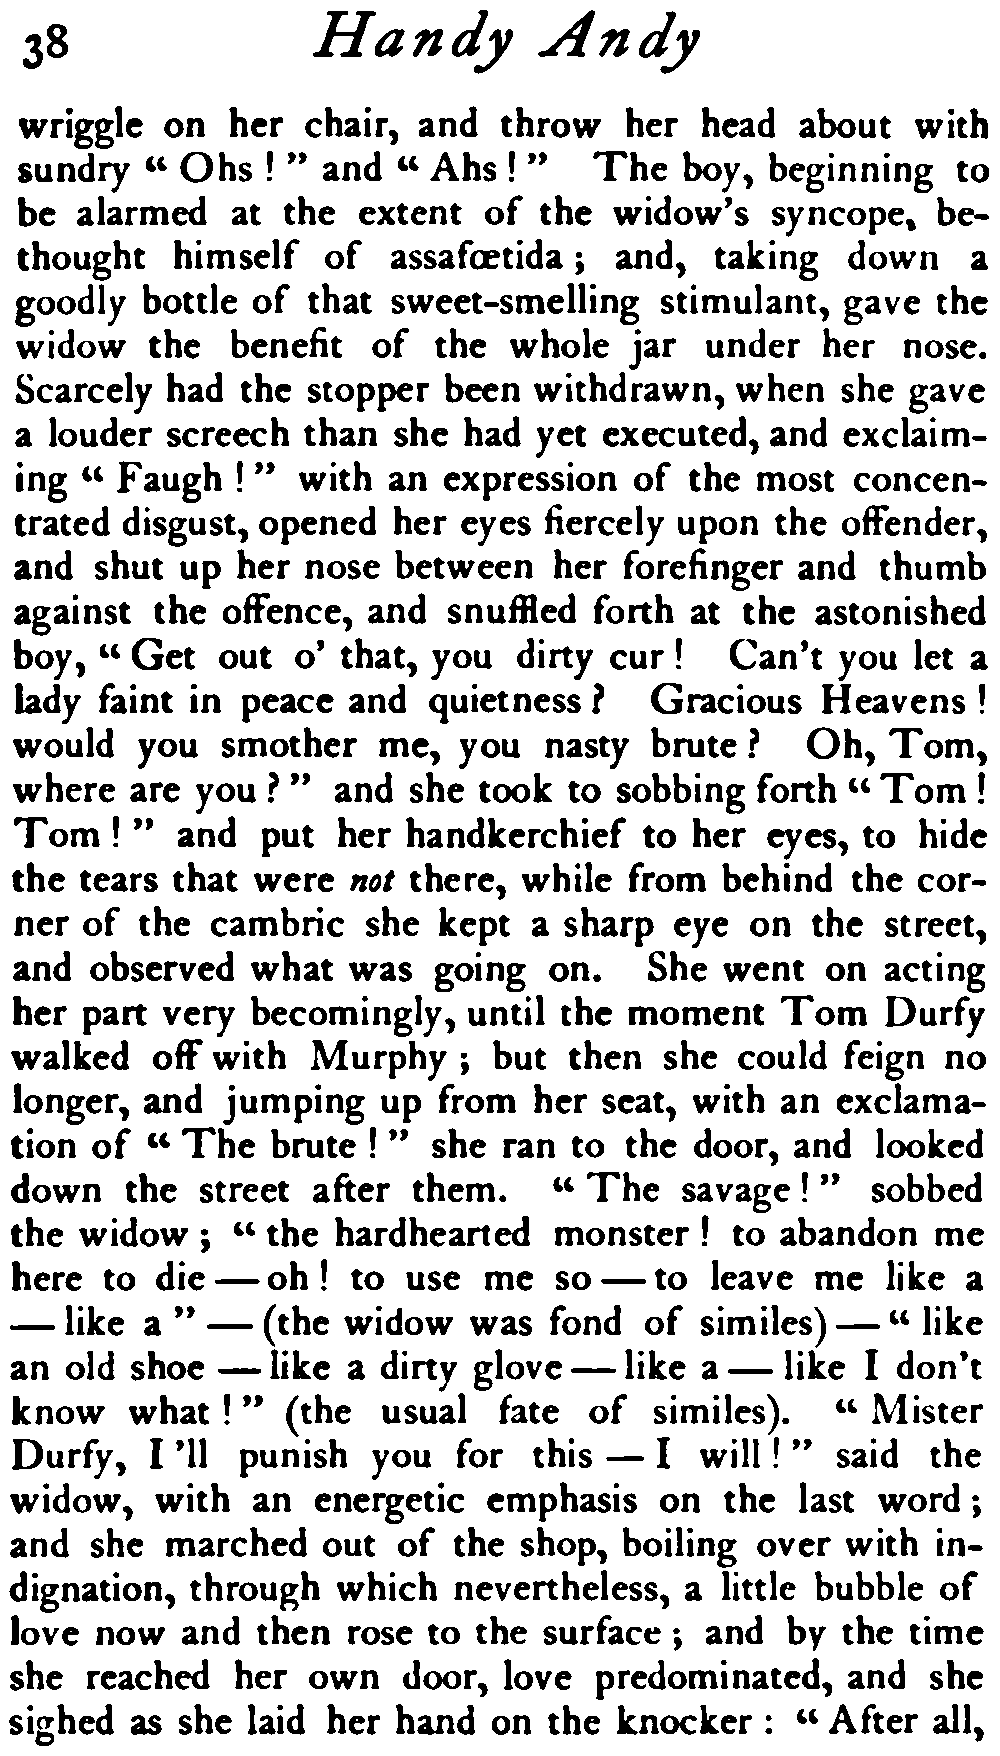 38 Handy Andy
wriggle on her chair, and throw her head about with
sundry “ Ohs ! ” and “ Ahs ! ” The boy, beginning to
be alarmed at the extent of the widow’s syncope, be-
thought himself of assafœtida ; and, taking down a
goodly bottle of that sweet-smelling stimulant, gave the
widow the benefit of the whole jar under her nose.
Scarcely had the stopper been withdrawn, when she gave
a louder screech than she had yet executed, and exclaim-
ing “ Faugh ! ” with an expression of the most concen-
trated disgust, opened her eyes fiercely upon the offender,
and shut up her nose between her forefinger and thumb
against the offence, and snuffled forth at the astonished
boy, “ Get out o’ that, you dirty cur ! Can’t you let a
lady faint in peace and quietness ? Gracious Heavens !
would you smother me, you nasty brute ? Oh, Tom,
where are you ? ” and she took to sobbing forth “ Tom !
Tom ! ” and put her handkerchief to her eyes, to hide
the tears that were not there, while from behind the cor-
ner of the cambric she kept a sharp eye on the street,
and observed what was going on. She went on acting
her part very becomingly, until the moment Tom Durfy
walked off with Murphy ; but then she could feign no
longer, and jumping up from her seat, with an exclama-
tion of “ The brute ! ” she ran to the door, and looked
down the street after them. “ The savage ! ” sobbed
the widow ; “ the hardhearted monster ! to abandon me
here to die — oh ! to use me so — to leave me like a
— like a ” — (the widow was fond of similes) — “ like
an old shoe — like a dirty glove — like a — like I don’t
know what ! ” (the usual fate of similes). “ Mister
Durfy, I ’ll punish you for this — I will ! ” said the
widow, with an energetic emphasis on the last word ;
and she marched out of the shop, boiling over with in-
dignation, through which nevertheless, a little bubble of
love now and then rose to the surface ; and by the time
she reached her own door, love predominated, and she
sighed as she laid her hand on the knocker : “ After all,